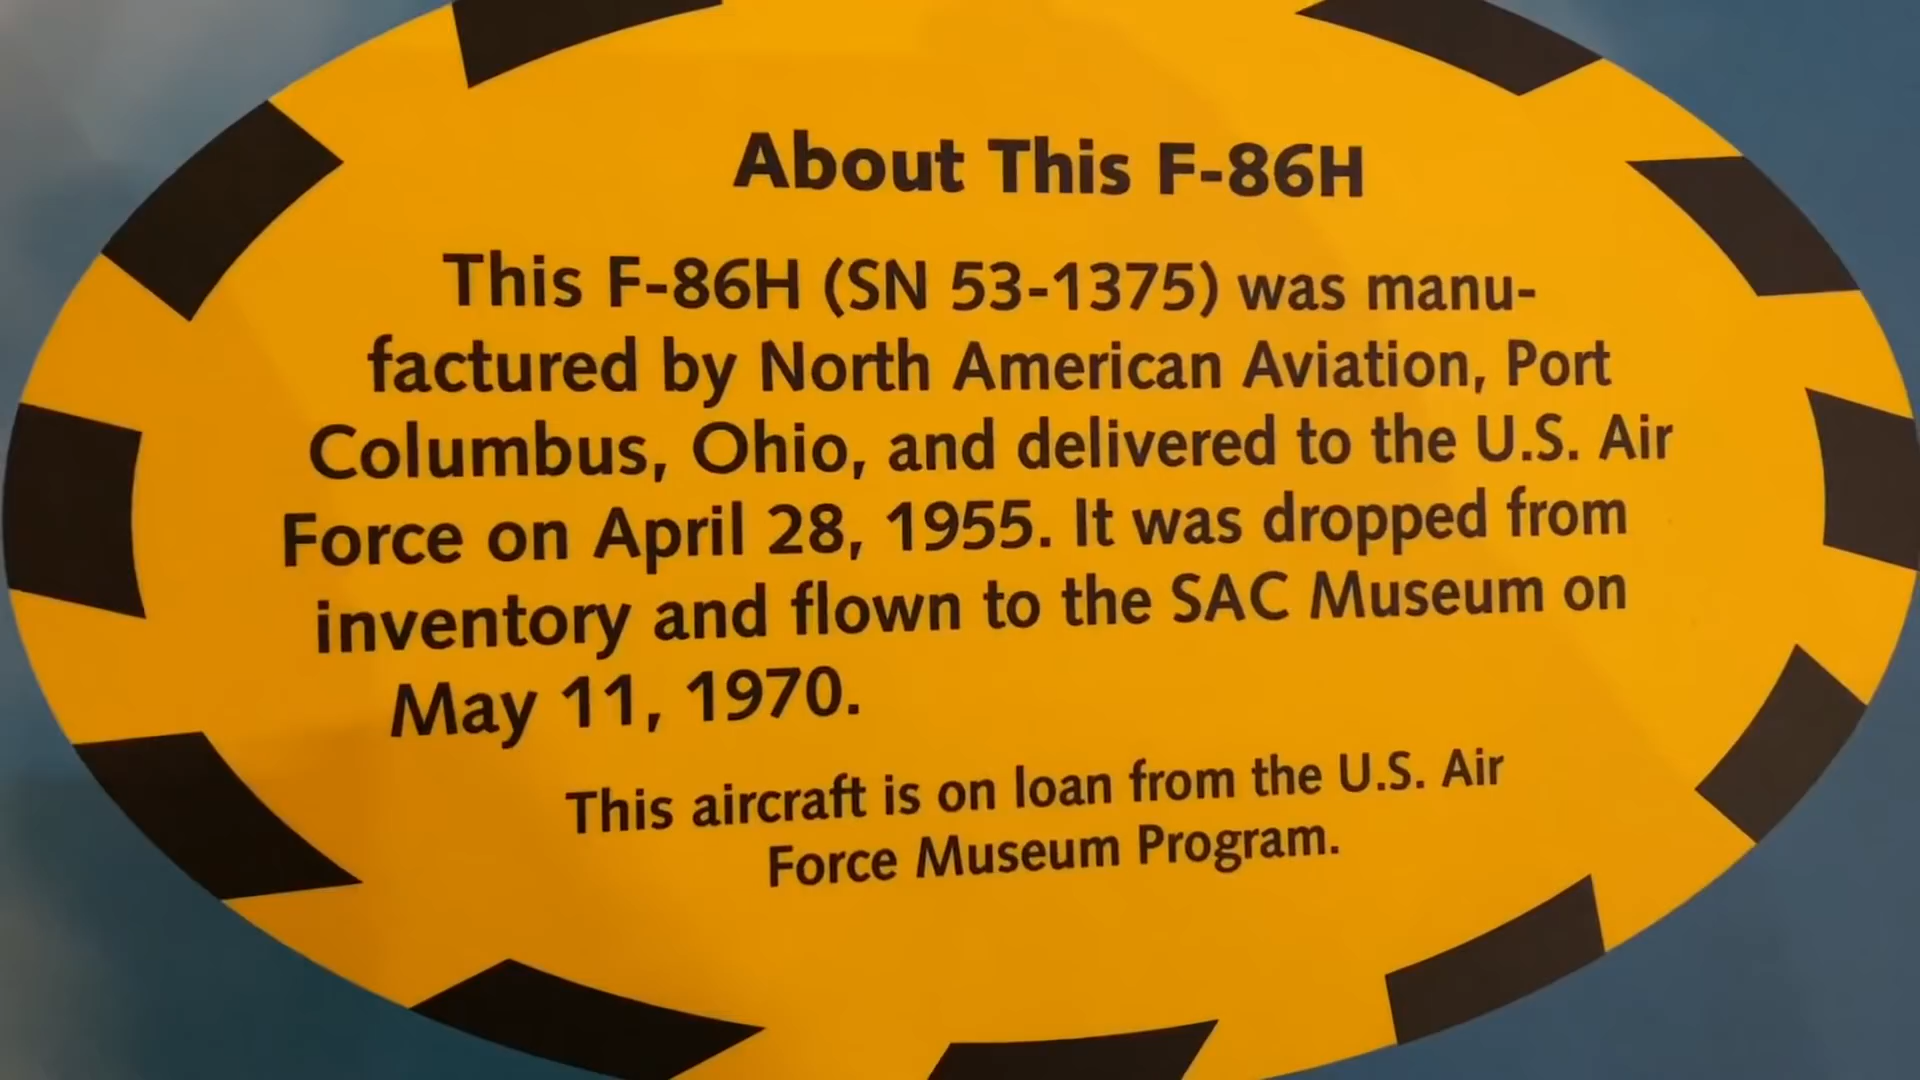 About This F-86H
This F-86H (SN 53-1375) was manu-
factured by North American Aviation, Port
Columbus, Ohio, and delivered to the U.S. Air
Force on April 28, 1955. It was dropped from
inventory and flown to the SAC Museum on
May 11, 1970.
This aircraft is on loan from the U.S. Air
Force Museum Program.